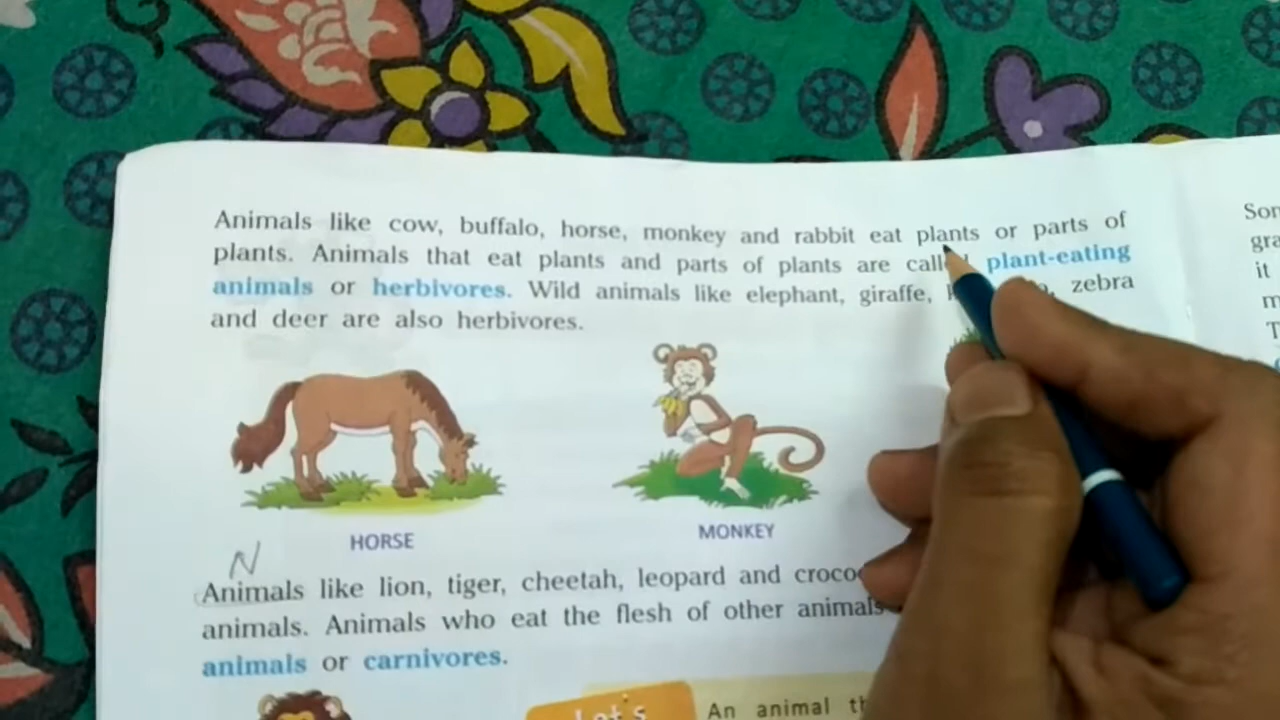 Animals like cow, buffalo, horse, monkey and rabbit eat plants or parts of
plants. Animals that eat plants and parts of plants are called plant-eating
animals or herbivores. Wild animals like elephant, giraffe, zebra
and deer are also herbivores.
HORSE
MONKEY
N
Animals like lion, tiger, cheetah, leopard and
animals. Animals who eat the flesh of other animals
animals or carnivores.
Let's
An animal
it